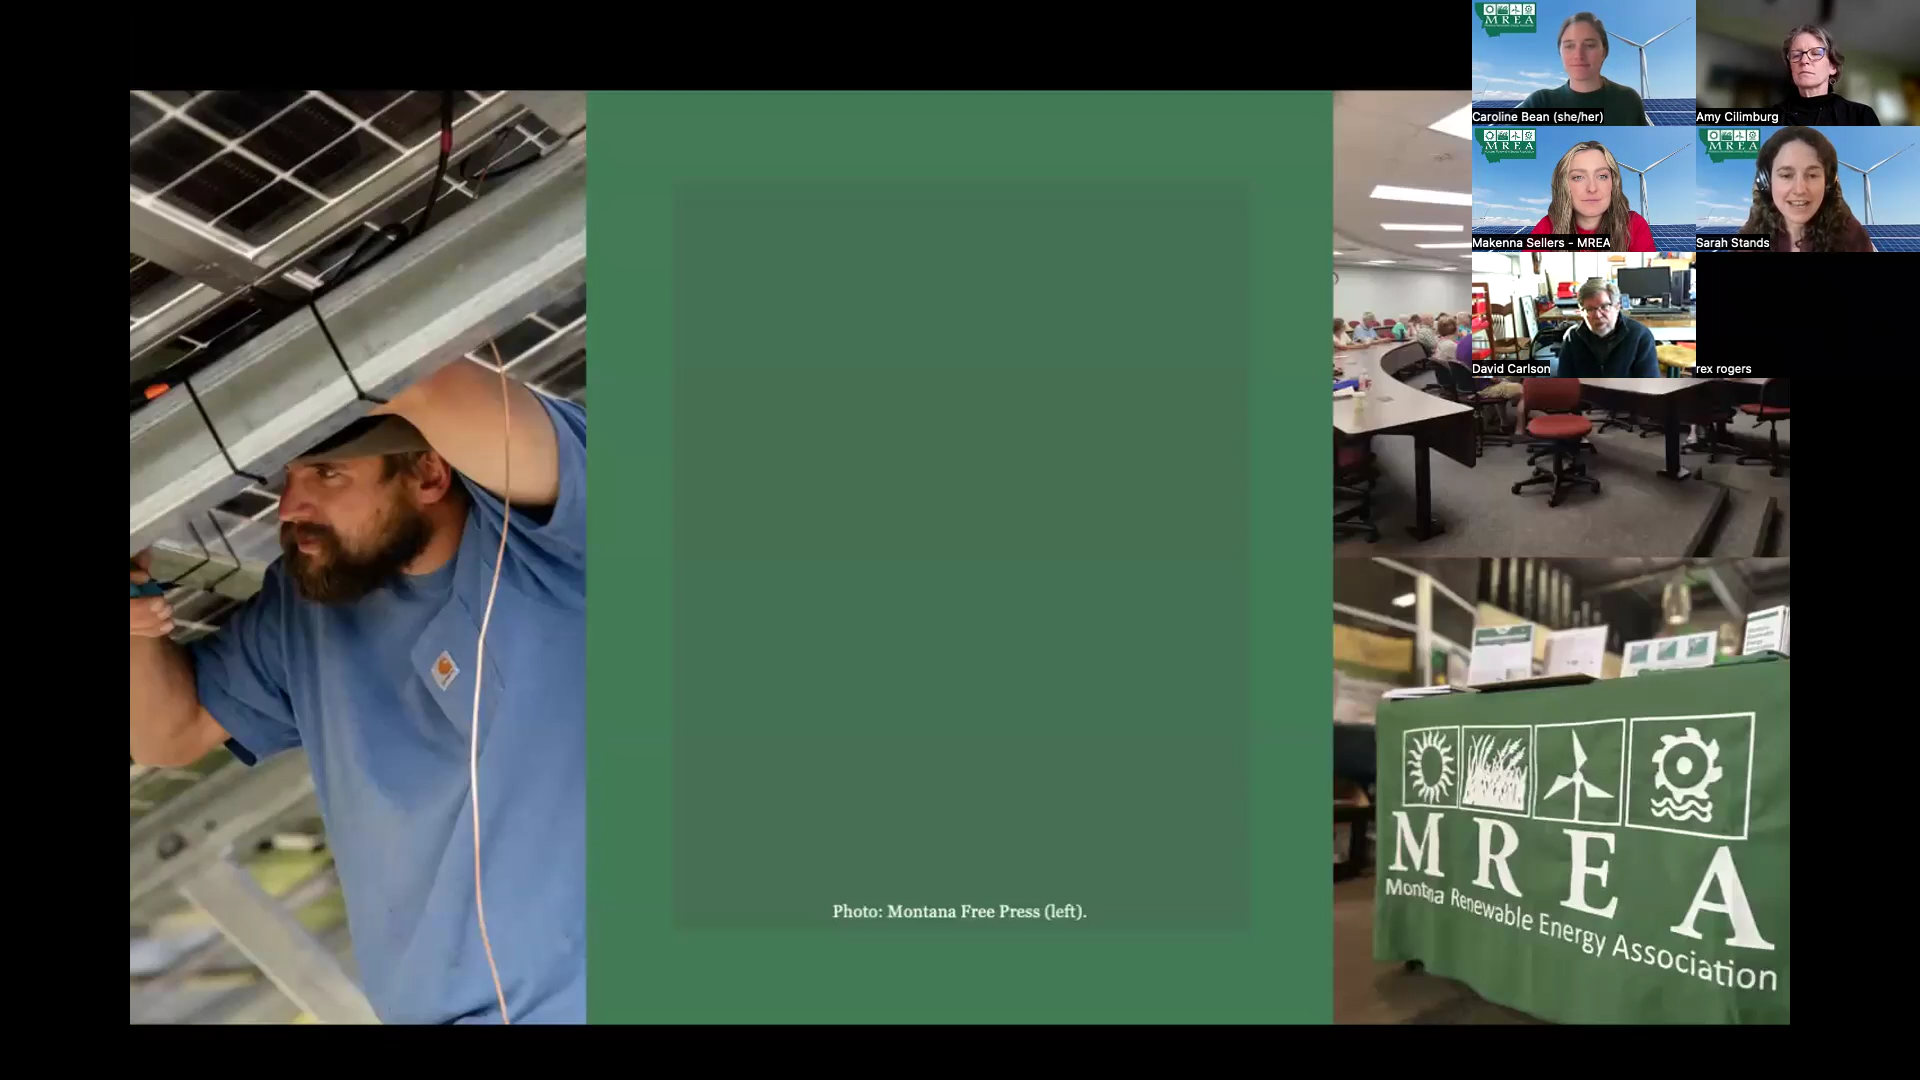 MREA
Caroline Bean (she/her)
Amy Cilimburg
MREA
Makenna Sellers - MREA
MREA
Sarah Stands
David Carlson
rex rogers
Photo: Montana Free Press (left).
MREA
Montana Renewable Energy Association